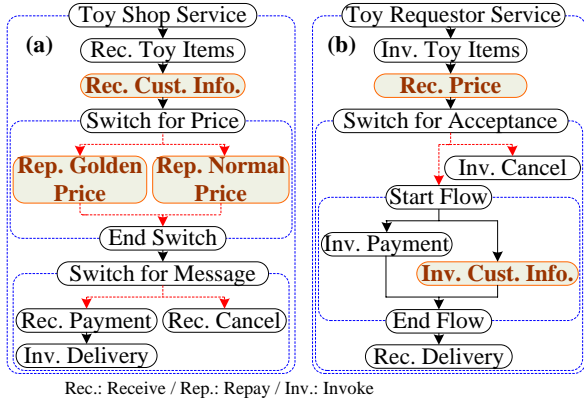 Toy Shop Service
(a)
Rec. Toy Items
Rec. Cust. Info.
Switch for Price
Rep. Golden
Price
Rep. Normal
Price
End Switch
Switch for Message
Rec. Payment
Rec. Cancel
Inv. Delivery
Toy Requestor Service
(b)
Inv. Toy Items
Rec. Price
Switch for Acceptance
Inv. Cancel
Start Flow
Inv. Payment
Inv. Cust. Info.
End Flow
Rec. Delivery
Rec.: Receive / Rep.: Repay / Inv.: Invoke